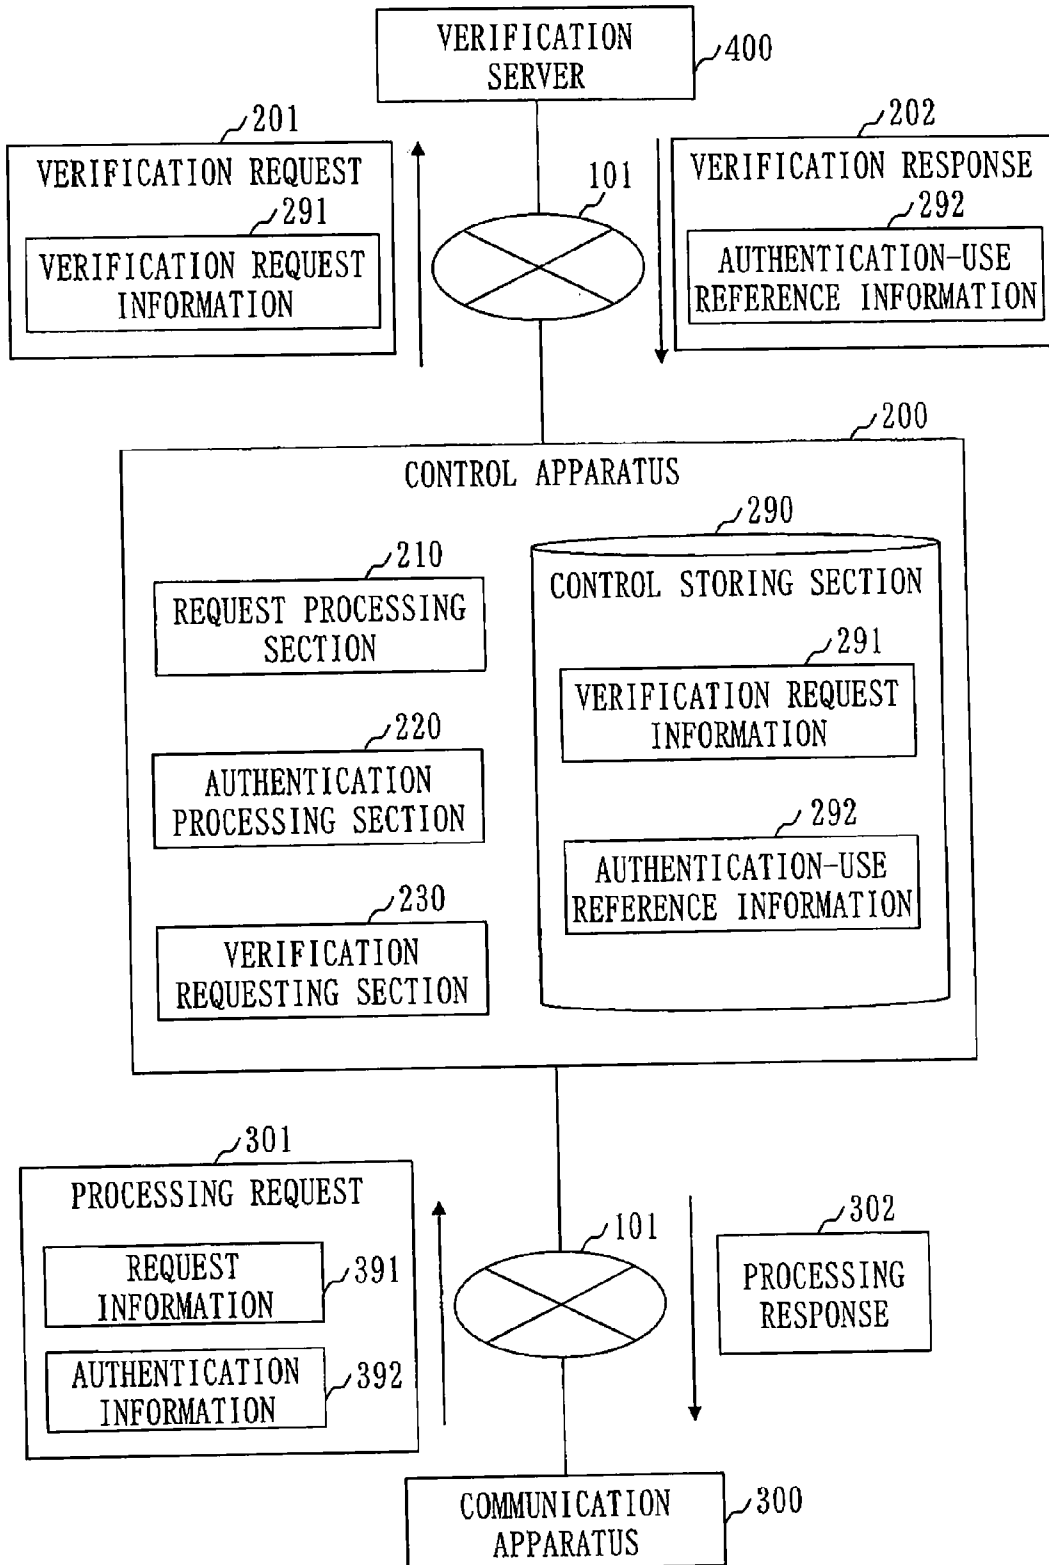 VERIFICATION
SERVER
400
201
VERIFICATION REQUEST
291
VERIFICATION REQUEST
INFORMATION
101
202
VERIFICATION RESPONSE
292
AUTHENTICATION-USE
REFERENCE INFORMATION
200
CONTROL APPARATUS
210
REQUEST PROCESSING
SECTION
220
AUTHENTICATION
PROCESSING SECTION
230
VERIFICATION
REQUESTING SECTION
290
CONTROL STORING SECTION
291
VERIFICATION REQUEST
INFORMATION
292
AUTHENTICATION-USE
REFERENCE INFORMATION
301
PROCESSING REQUEST
REQUEST
INFORMATION
391
AUTHENTICATION
INFORMATION
392
101
302
PROCESSING
RESPONSE
COMMUNICATION
APPARATUS
300